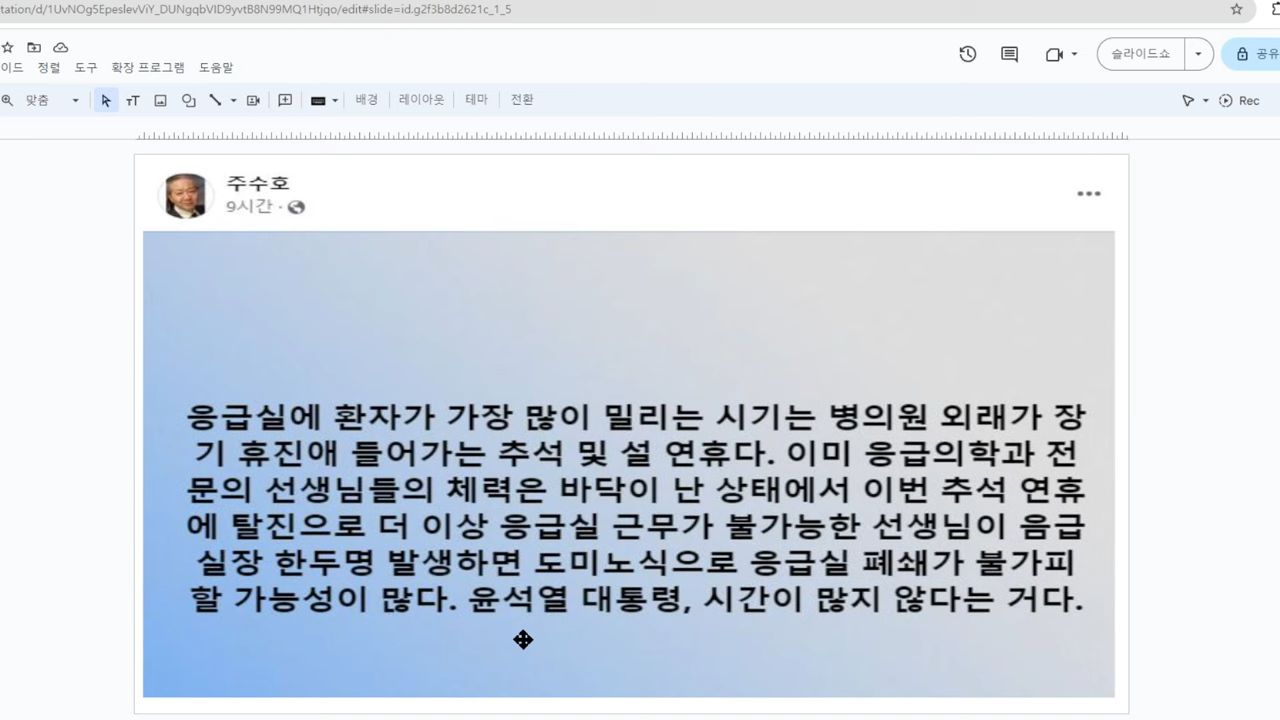 tation/d/1UvNOg5EpeslevViY_DUNgqbVID9yvtB8N99MQ1Htjqo/edit#slide=id.g2f3b8d2621c_1_5
이드 정렬 도구 확장 프로그램 도움말
슬라이드쇼
공유
맞춤
배경 레이아웃 테마 전환
Rec
주수호
9시간 ·
응급실에 환자가 가장 많이 밀리는 시기는 병의원 외래가 장
기 휴진애 들어가는 추석 및 설 연휴다. 이미 응급의학과 전
문의 선생님들의 체력은 바닥이 난 상태에서 이번 추석 연휴
에 탈진으로 더 이상 응급실 근무가 불가능한 선생님이 음급
실장 한두명 발생하면 도미노식으로 응급실 폐쇄가 불가피
할 가능성이 많다. 윤석열 대통령, 시간이 많지 않다는 거다.